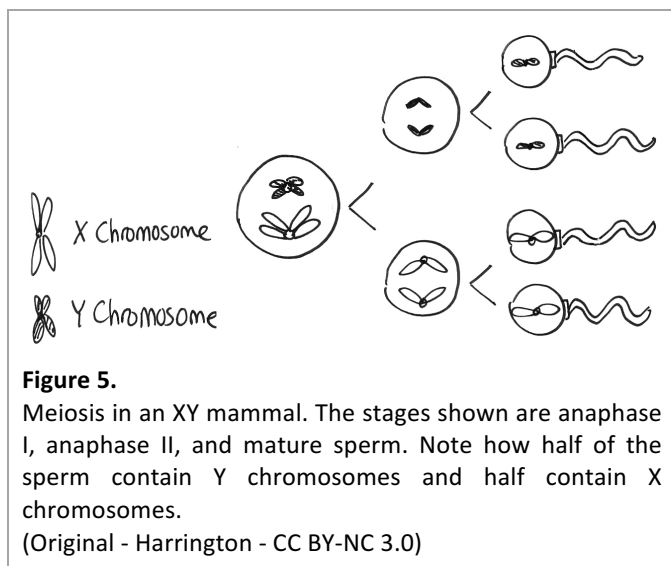 X Chromosome
Y Chromosome
Figure 5.
Meiosis in an XY mammal. The stages shown are anaphase
I, anaphase II, and mature sperm. Note how half of the
sperm contain Y chromosomes and half contain X
chromosomes.
(Original - Harrington - CC BY-NC 3.0)